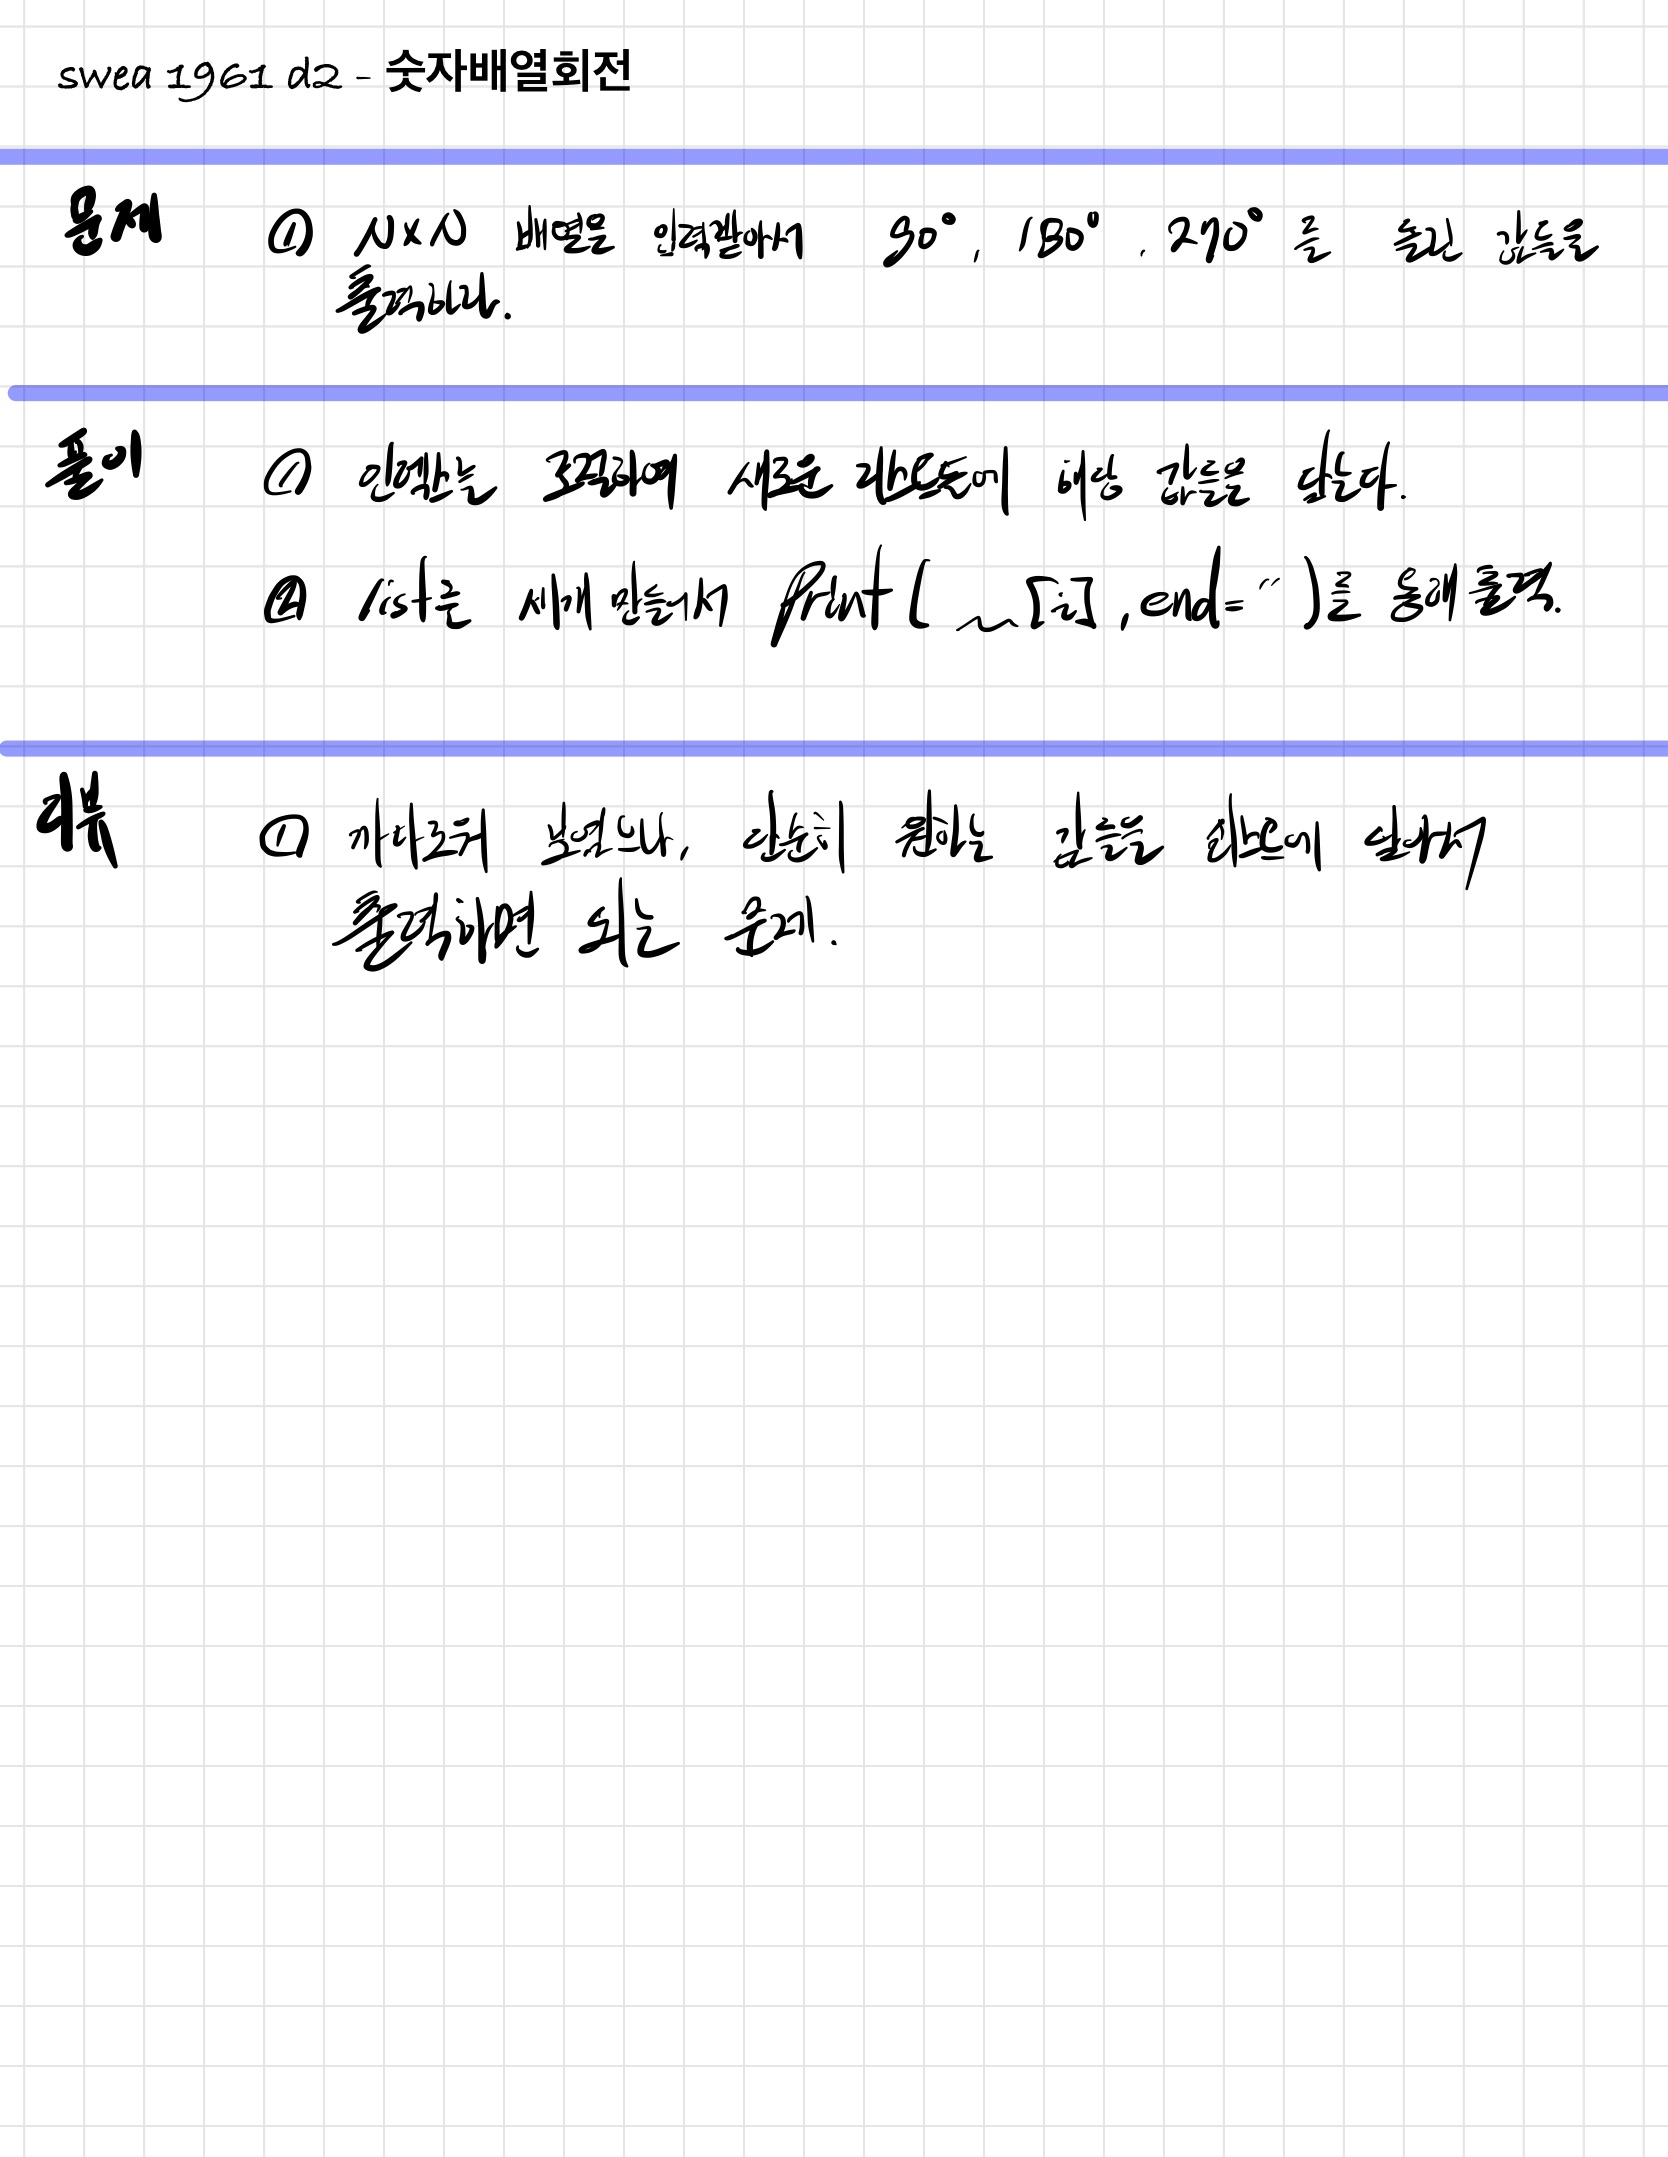 swea 1961 d2 - 숫자배열회전
문제 ① N×N 배열을 입력받아서 90°, 180°, 270°를 돌린 값들을
출력하라.
풀이 ① 인덱스를 조절하여 새로운 리스트들에 해당 값들을 담는다.
② list를 세개 만들어서 print( ~[i], end=" ")를 통해 출력.
리뷰 ① 까다로워 보였으나, 단순히 원하는 값들을 리스트에 담아서
출력하면 되는 문제.